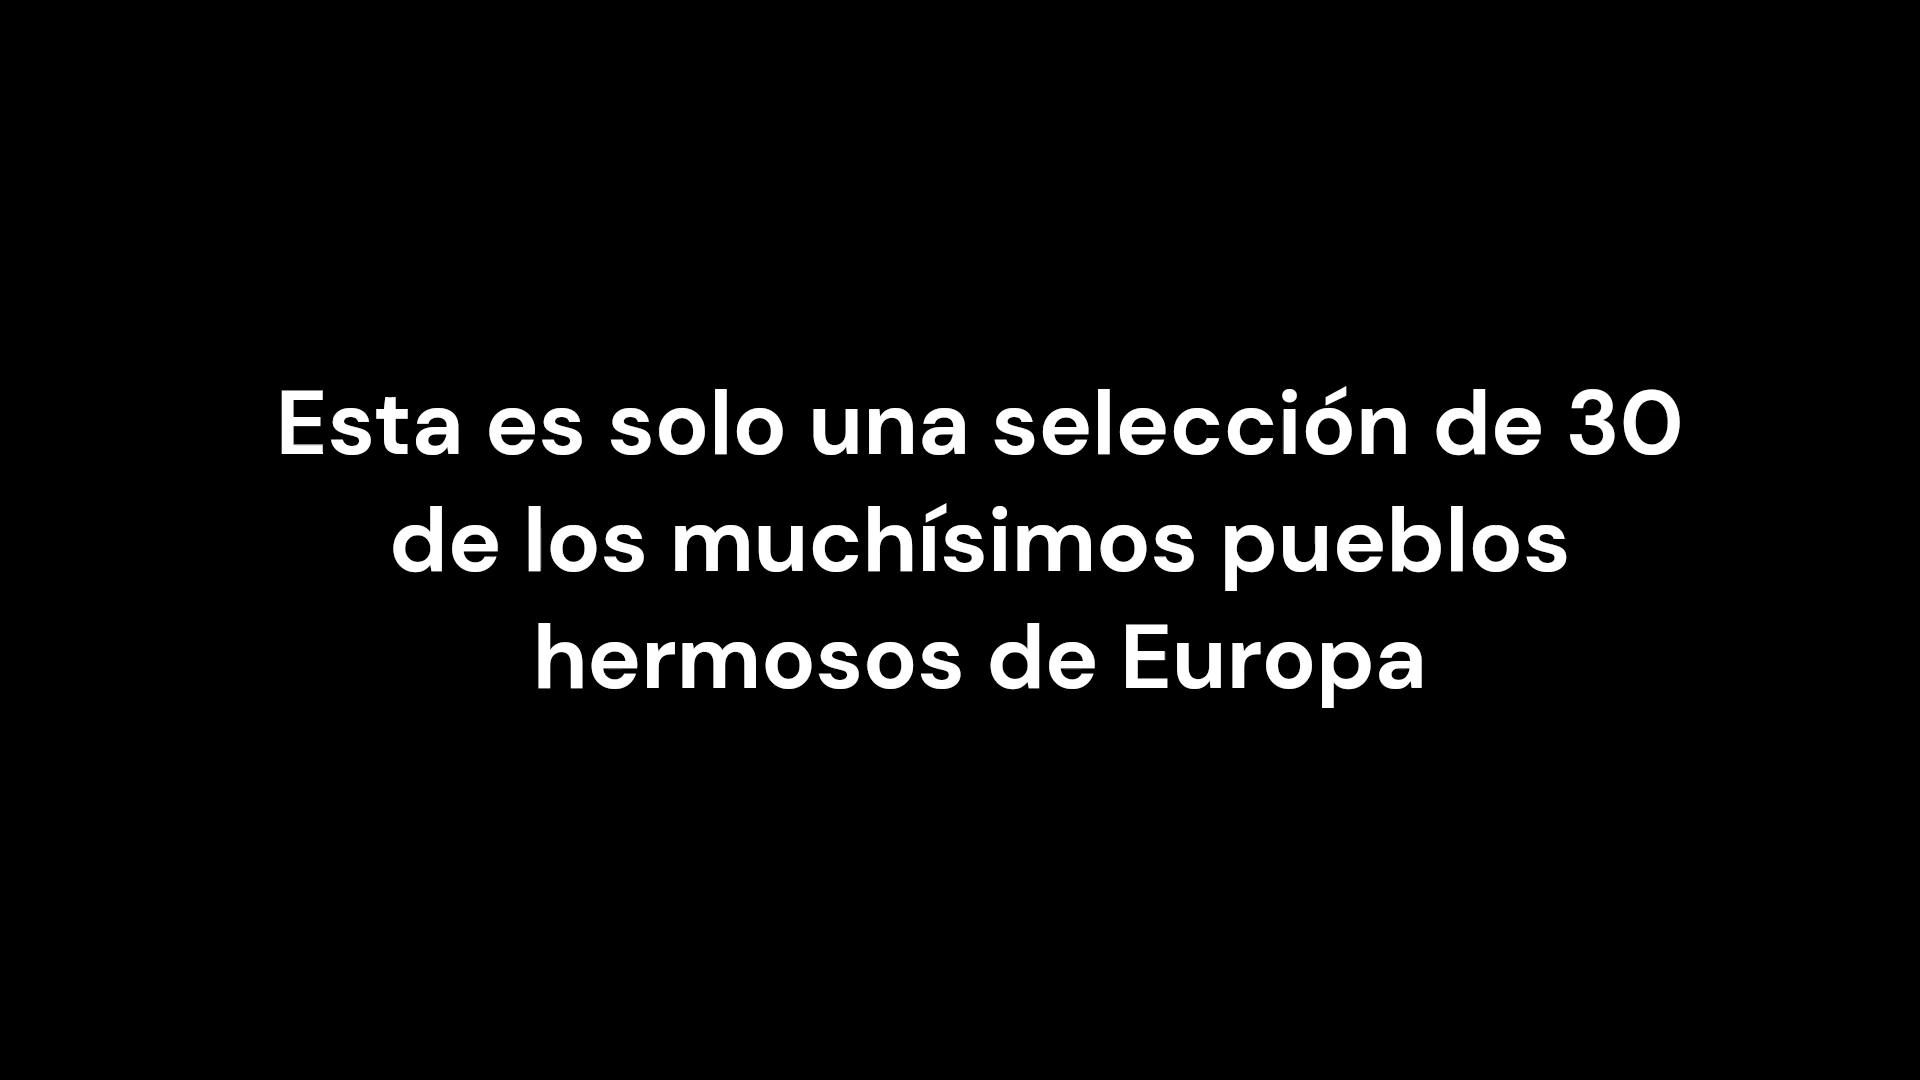 Esta es solo una selección de 30
de los muchísimos pueblos
hermosos de Europa